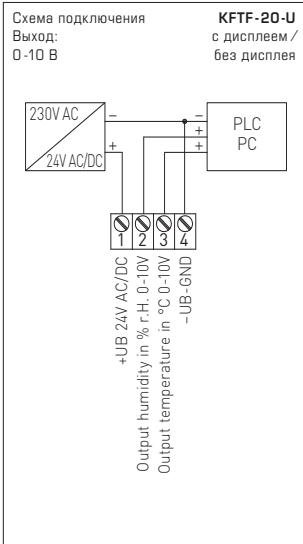 Схема подключения
Выход:
0-10 В
KFTF-20-U
с дисплеем /
без дисплея
230V AC
24V AC/DC
–
+
–
+
+
PLC
PC
1 2 3 4
+UB 24V AC/DC
Output humidity in % r.H. 0-10V
Output temperature in °C 0-10V
–UB-GND